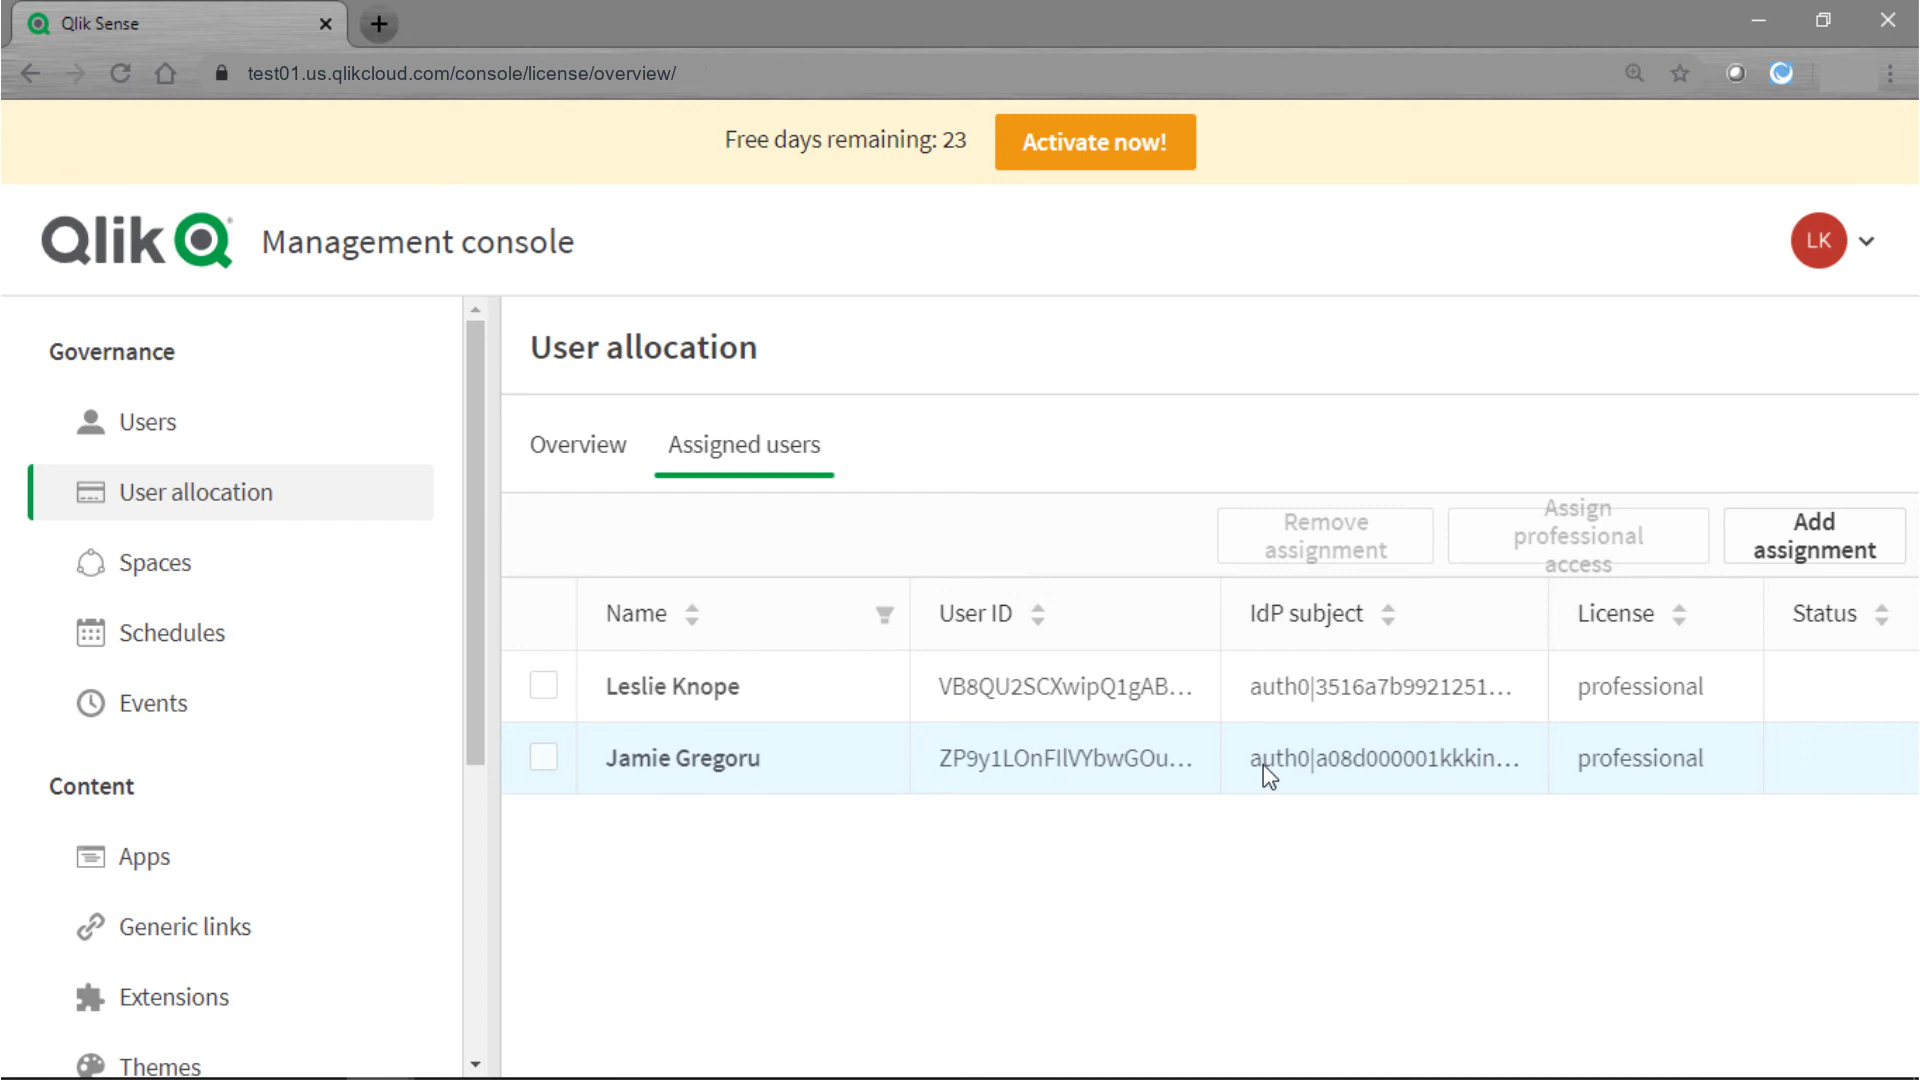 Qlik Sense
test01.us.qlikcloud.com/console/license/overview/
Free days remaining: 23
Activate now!
Qlik
Management console
LK
Governance
Users
User allocation
Spaces
Schedules
Events
Content
Apps
Generic links
Extensions
Themes
User allocation
Overview
Assigned users
Remove
assignment
Assign
professional
access
Add
assignment
Name
User ID
IdP subject
License
Status
Leslie Knope
VB8QU2SCXwipQ1gAB...
auth0|3516a7b9921251...
professional
Jamie Gregoru
ZP9y1LOnFIlVYbwGOu...
auth0|a08d000001kkkin...
professional